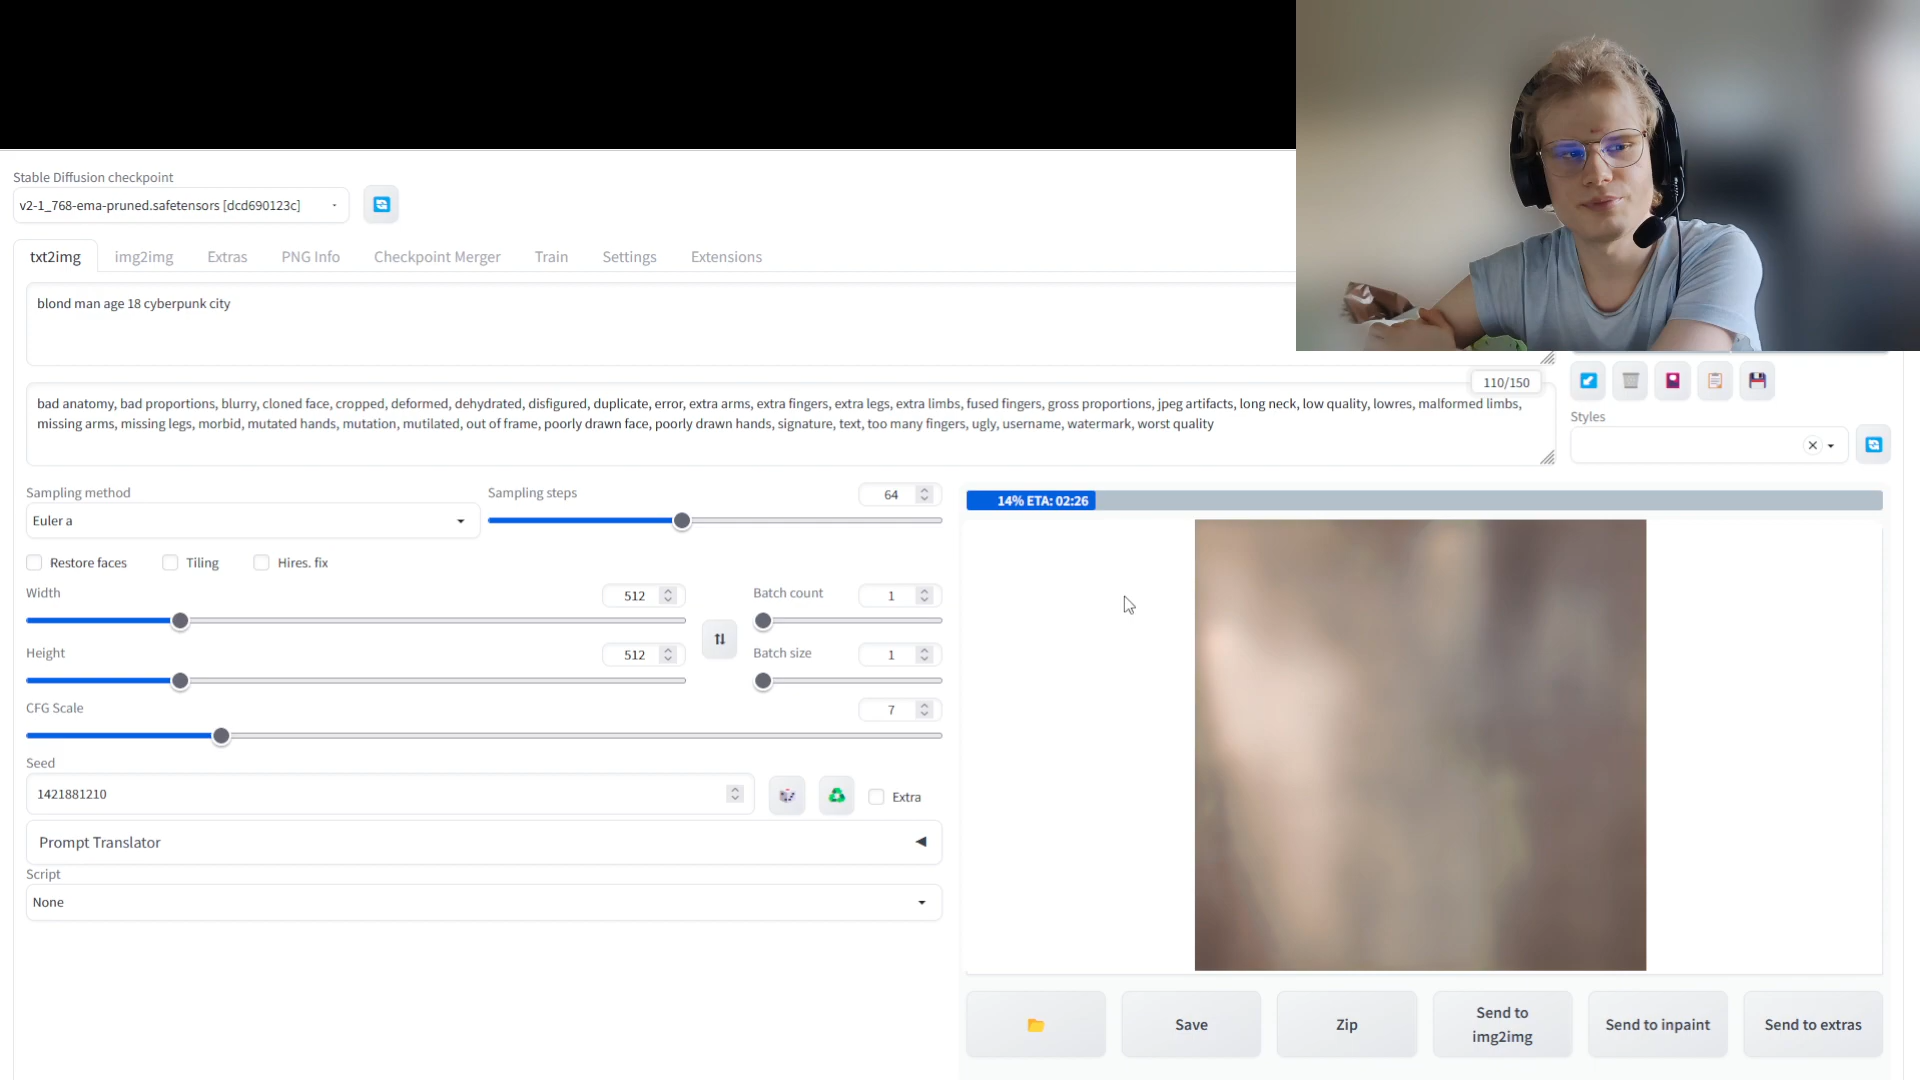 Stable Diffusion checkpoint
v2-1_768-ema-pruned.safetensors [dcd690123c]
txt2img
img2img
Extras
PNG Info
Checkpoint Merger
Train
Settings
Extensions
blond man age 18 cyberpunk city
110/150
bad anatomy, bad proportions, blurry, cloned face, cropped, deformed, dehydrated, disfigured, duplicate, error, extra arms, extra fingers, extra legs, extra limbs, fused fingers, gross proportions, jpeg artifacts, long neck, low quality, lowres, malformed limbs,
missing arms, missing legs, morbid, mutated hands, mutation, mutilated, out of frame, poorly drawn face, poorly drawn hands, signature, text, too many fingers, ugly, username, watermark, worst quality
Styles
Sampling method
Euler a
Sampling steps
64
Restore faces
Tiling
Hires. fix
Width
512
Height
512
Batch count
1
Batch size
1
CFG Scale
7
Seed
1421881210
Extra
Prompt Translator
Script
None
14% ETA: 02:26
Save
Zip
Send to
img2img
Send to inpaint
Send to extras